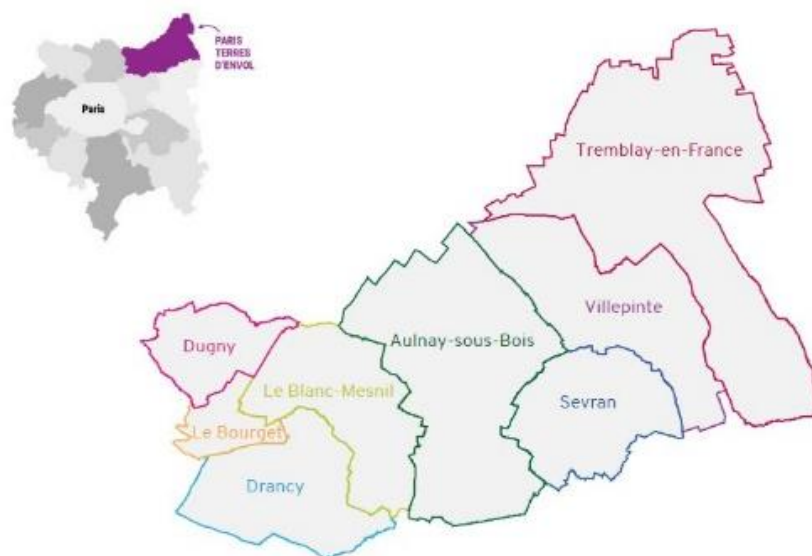 PARIS
TERRES
D'ENVOL
Paris
Tremblay-en-France
Villepinte
Aulnay-sous-Bois
Dugny
Le Blanc-Mesnil
Sevran
Le Bourget
Drancy